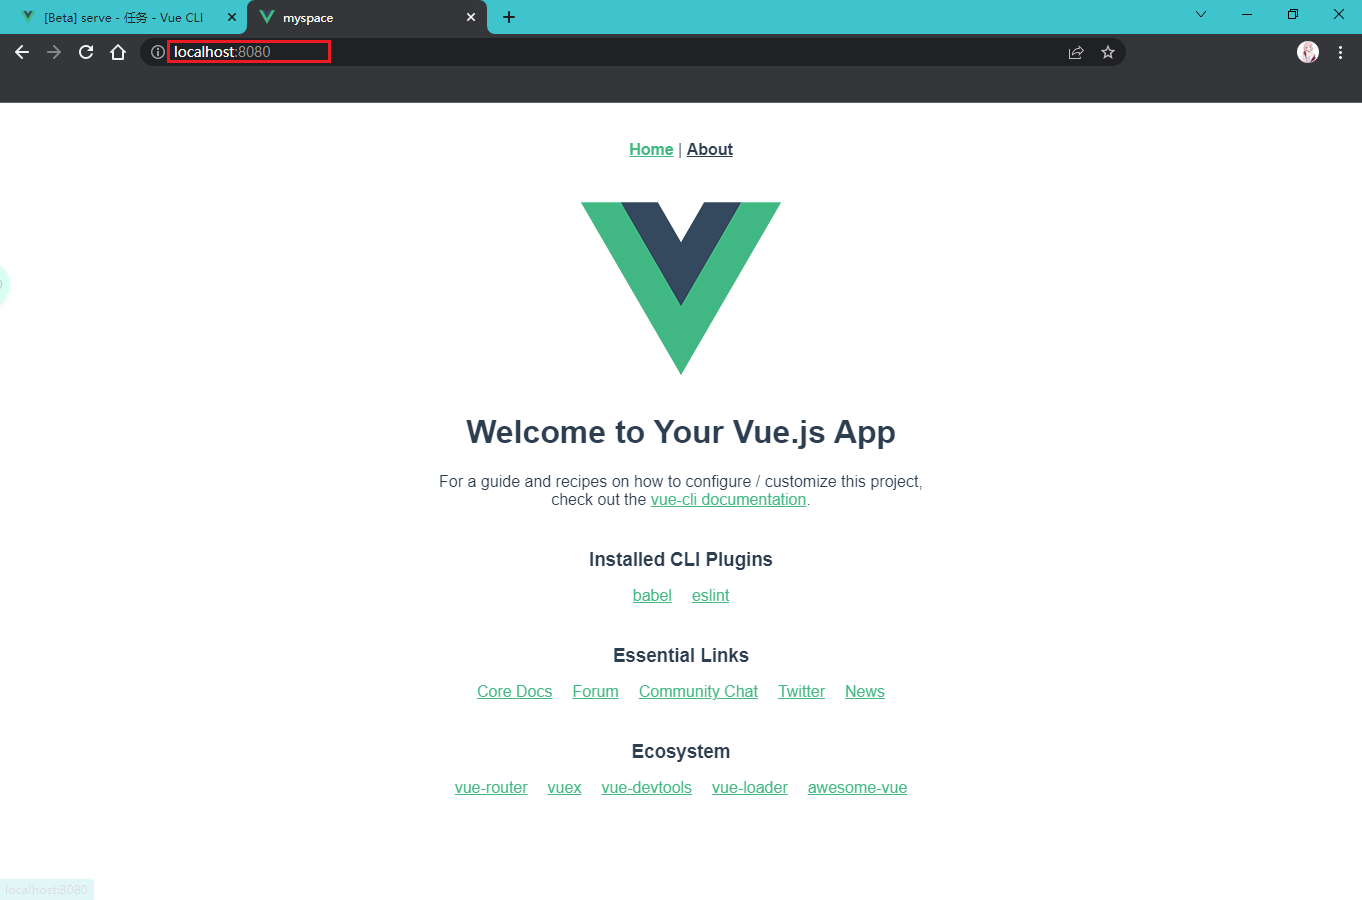 [Beta] serve - 任务 - Vue CLI
myspace
localhost:8080
Home | About
Welcome to Your Vue.js App
For a guide and recipes on how to configure / customize this project,
check out the vue-cli documentation.
Installed CLI Plugins
babel eslint
Essential Links
Core Docs Forum Community Chat Twitter News
Ecosystem
vue-router vuex vue-devtools vue-loader awesome-vue
localhost:8080